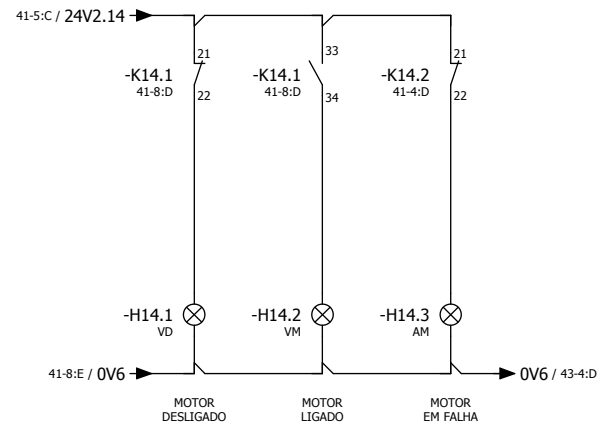 41-5:C / 24V2.14
21
-K14.1
41-8:D
22
33
-K14.1
41-8:D
34
21
-K14.2
41-4:D
22
-H14.1
VD
-H14.2
VM
-H14.3
AM
41-8:E / 0V6
0V6 / 43-4:D
MOTOR
DESLIGADO
MOTOR
LIGADO
MOTOR
EM FALHA